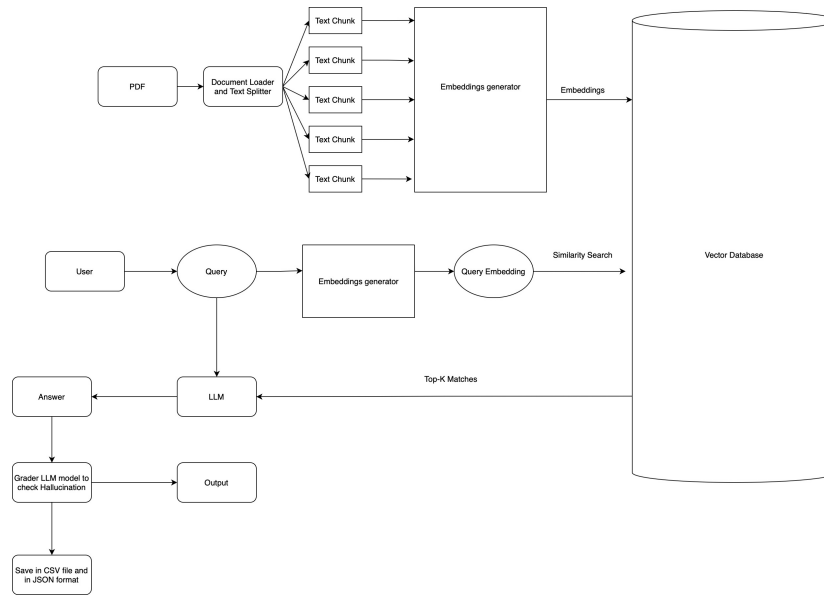 Text Chunk
Text Chunk
PDF
Document Loader
and Text Splitter
Text Chunk
Embeddings generator
Embeddings
Text Chunk
Text Chunk
User
Query
Embeddings generator
Query Embedding
Similarity Search
Vector Database
Top-K Matches
Answer
LLM
Grader LLM model to
check Hallucination
Output
Save in CSV file and
in JSON format